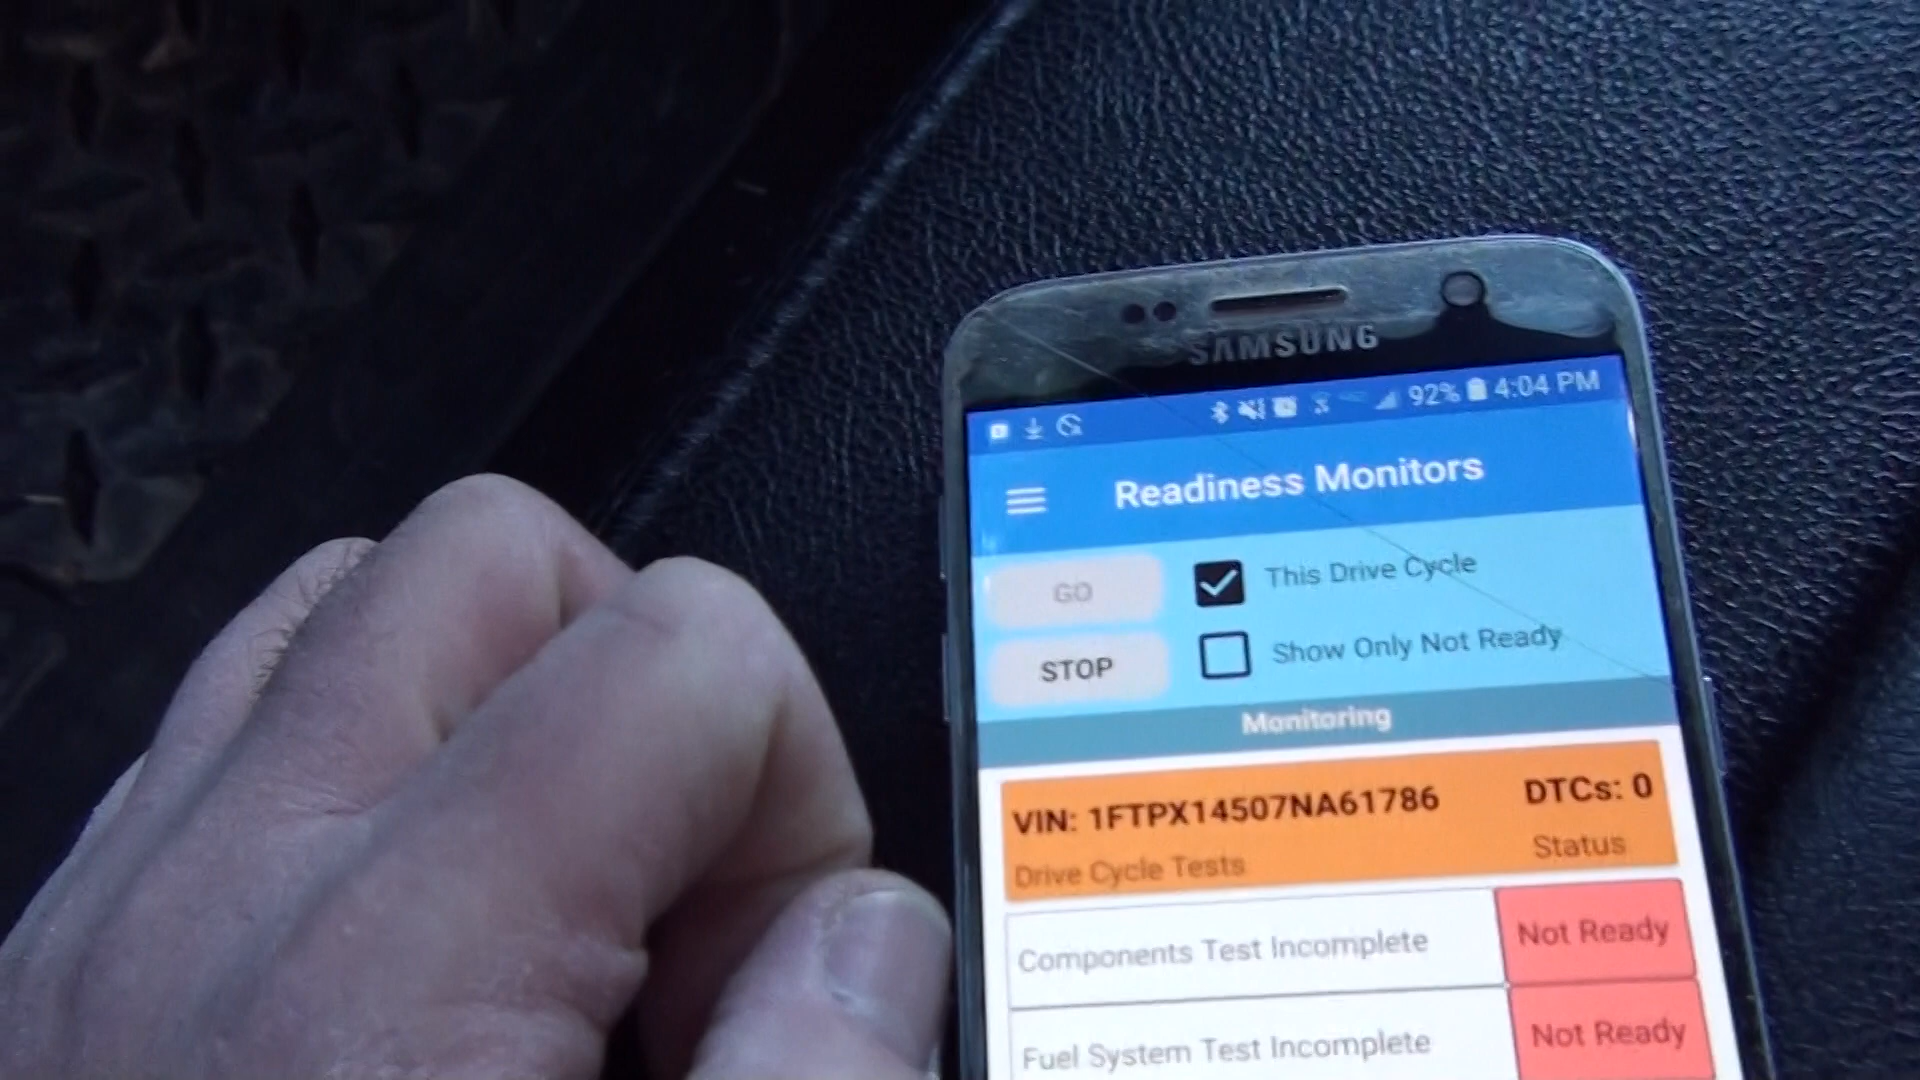 SAMSUNG
92% 4:04 PM
Readiness Monitors
GO
This Drive Cycle
STOP
Show Only Not Ready
Monitoring
VIN: 1FTPX14507NA61786
DTCs: 0
Drive Cycle Tests
Status
Components Test Incomplete
Not Ready
Fuel System Test Incomplete
Not Ready